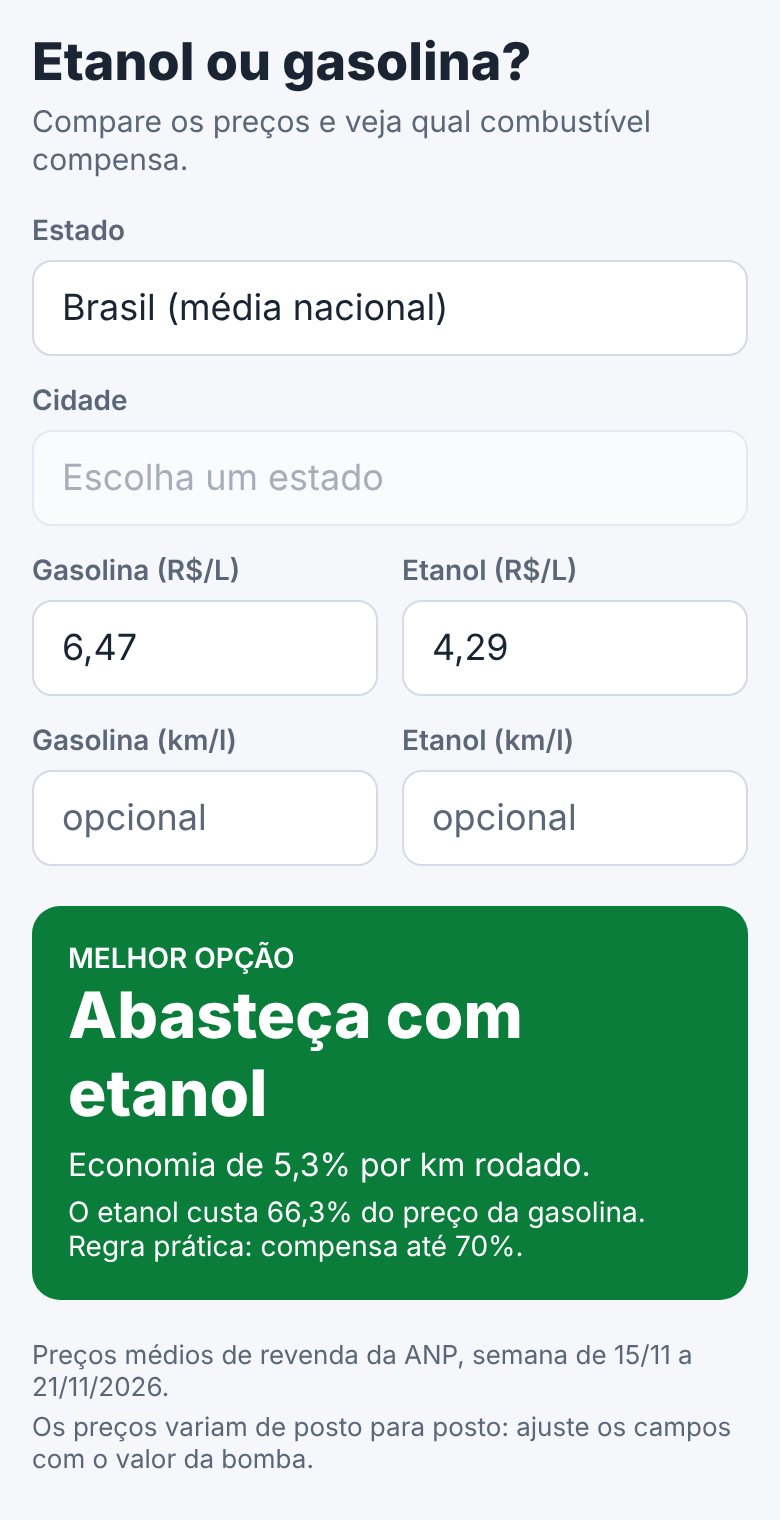 Etanol ou gasolina?
Compare os preços e veja qual combustível
compensa.
Estado
Brasil (média nacional)
Cidade
Escolha um estado
Gasolina (R$/L)
Etanol (R$/L)
6,47
4,29
Gasolina (km/l)
Etanol (km/l)
opcional
opcional
MELHOR OPÇÃO
Abasteça com
etanol
Economia de 5,3% por km rodado.
O etanol custa 66,3% do preço da gasolina.
Regra prática: compensa até 70%.
Preços médios de revenda da ANP, semana de 15/11 a
21/11/2026.
Os preços variam de posto para posto: ajuste os campos
com o valor da bomba.